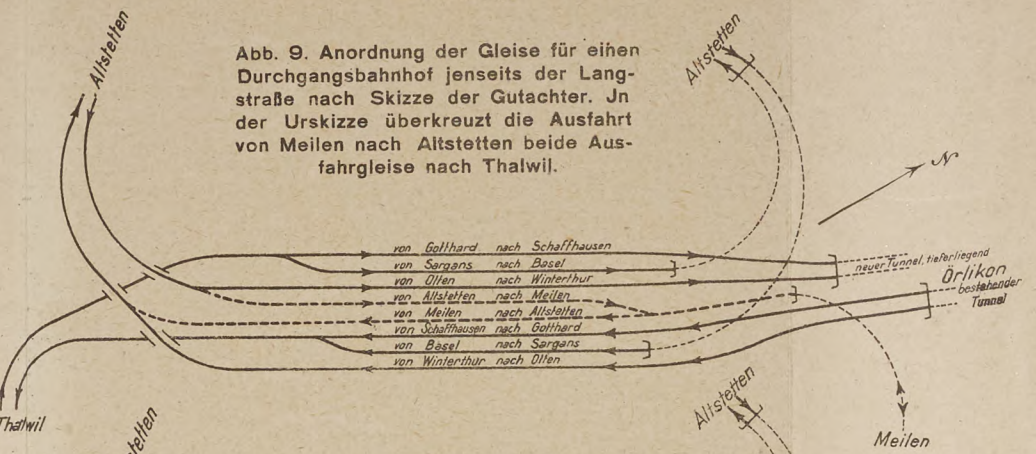 Altstetten
Abb. 9. Anordnung der Gleise für einen
Durchgangsbahnhof jenseits der Lang-
straße nach Skizze der Gutachter. Jn
der Urskizze überkreuzt die Ausfahrt
von Meilen nach Altstetten beide Aus-
fahrgleise nach Thalwil.
Altstetten
N
von Gotthard nach Schaffhausen
von Sargans nach Basel
von Olten nach Winterthur
von Altstetten nach Meilen
von Meilen nach Altstetten
von Schaffhausen nach Gotthard
von Basel nach Sargans
von Winterthur nach Olten
neuer Tunnel, tieferliegend
Örlikon
bestehender
Tunnel
Thalwil
stetten
Altstetten
Meilen